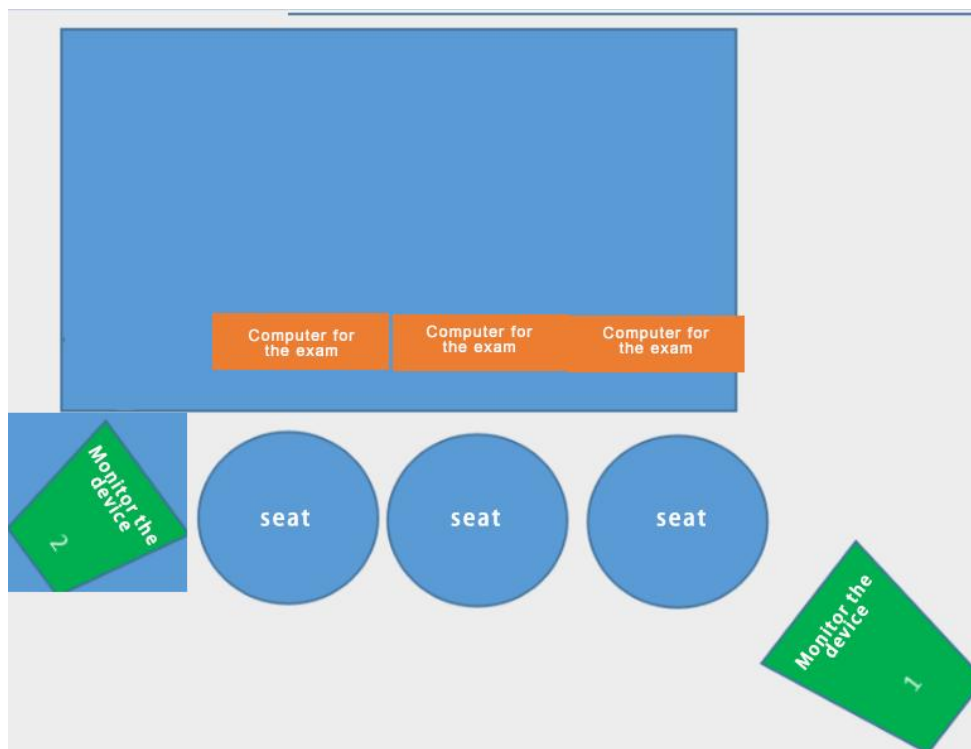 Computer for
the exam
Computer for
the exam
Computer for
the exam
Monitor the
device
2
seat
seat
seat
Monitor the
device
1